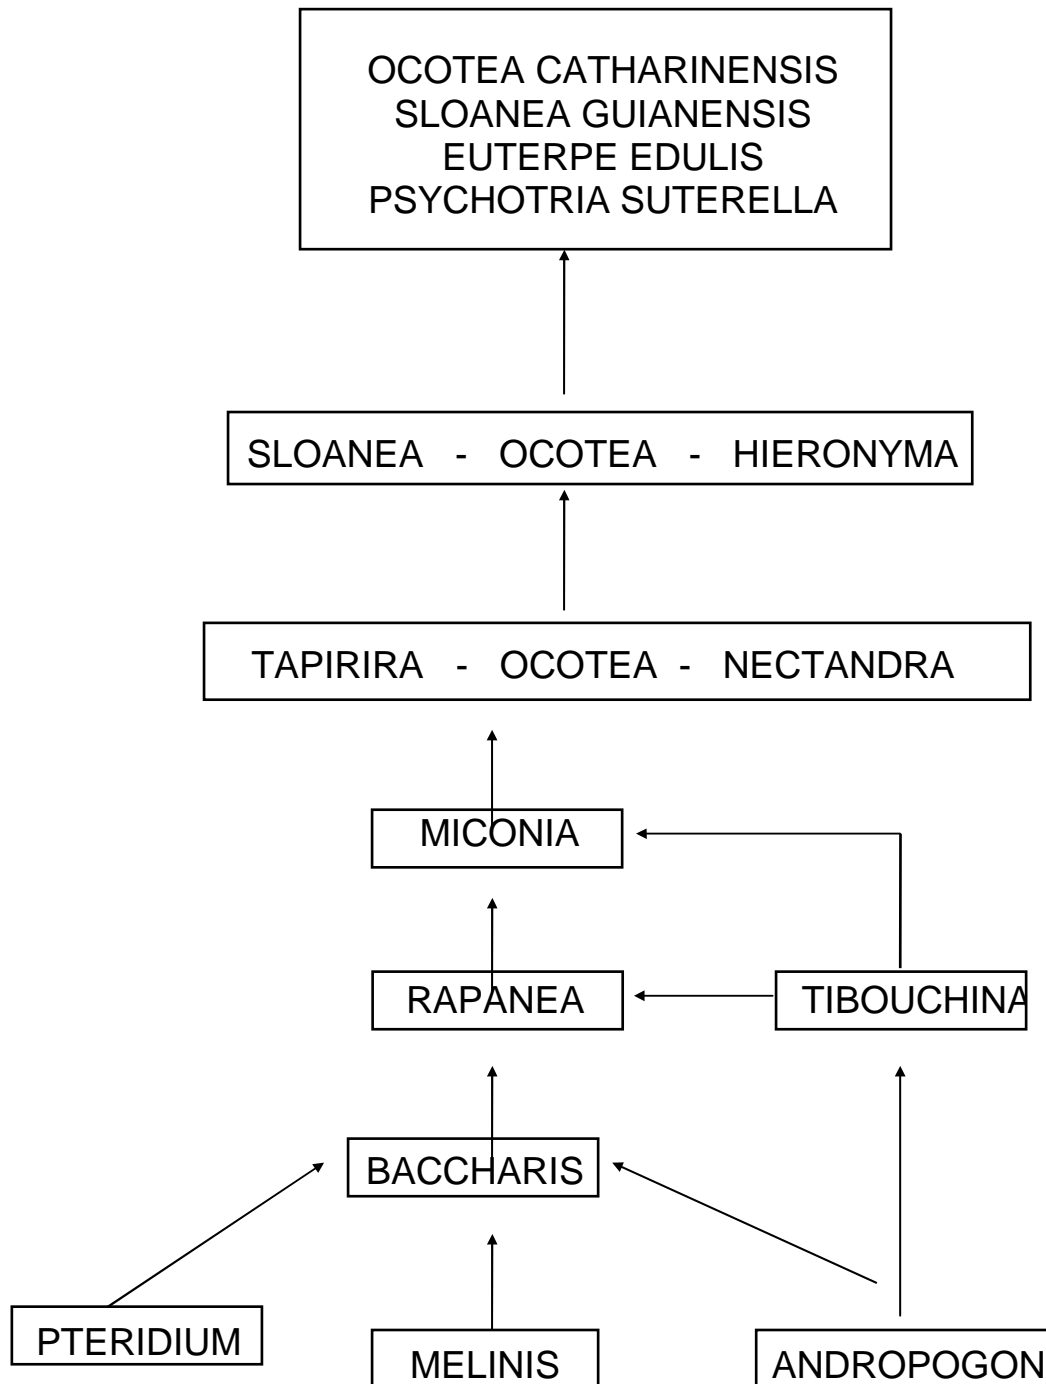 OCOTEA CATHARINENSIS
SLOANEA GUIANENSIS
EUTERPE EDULIS
PSYCHOTRIA SUTERELLA
SLOANEA - OCOTEA - HIERONYMA
TAPIRIRA - OCOTEA - NECTANDRA
MICONIA
RAPANEA TIBOUCHINA
BACCHARIS
PTERIDIUM MELINIS ANDROPOGON